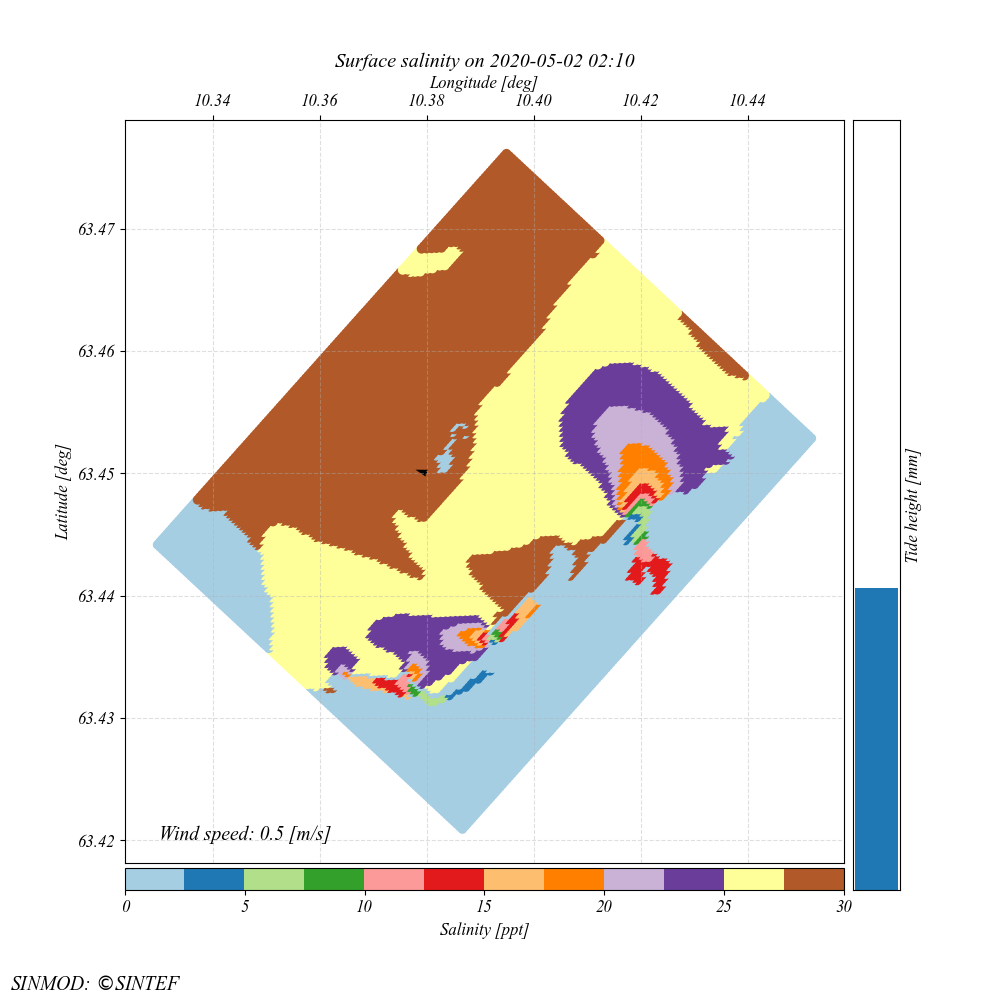 Surface salinity on 2020-05-02 02:10
Longitude [deg]
10.34 10.36 10.38 10.40 10.42 10.44
63.47
63.46
63.45
63.44
63.43
63.42
Latitude [deg]
Tide height [mm]
Wind speed: 0.5 [m/s]
0 5 10 15 20 25 30
Salinity [ppt]
SINMOD: ©SINTEF